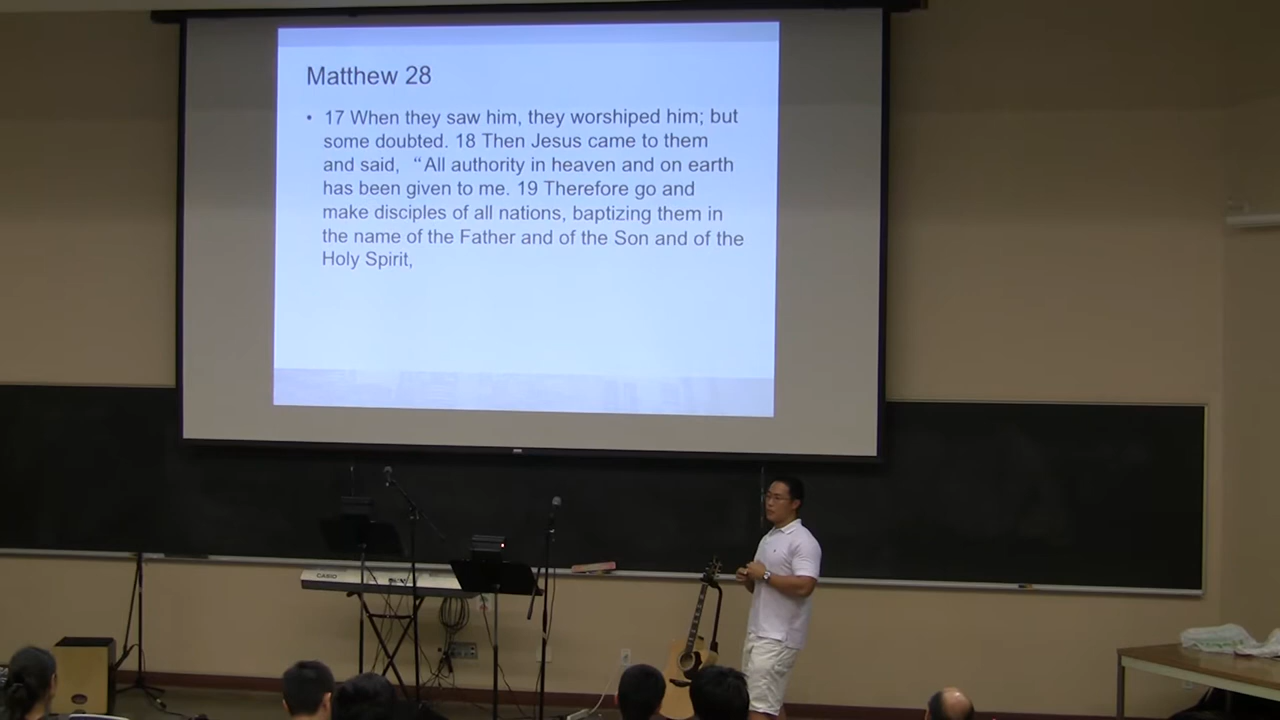 Matthew 28
• 17 When they saw him, they worshiped him; but
some doubted. 18 Then Jesus came to them
and said, “All authority in heaven and on earth
has been given to me. 19 Therefore go and
make disciples of all nations, baptizing them in
the name of the Father and of the Son and of the
Holy Spirit,
CASIO